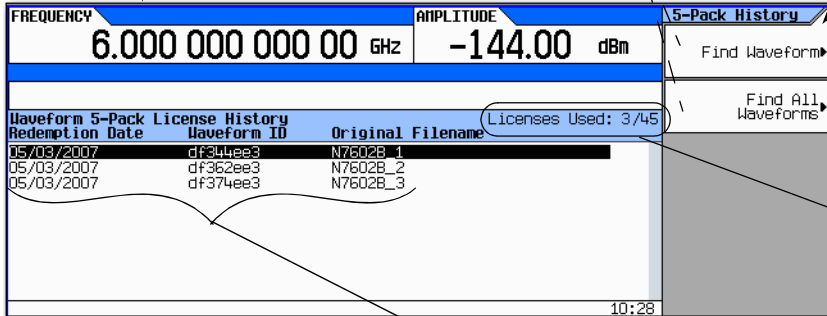 FREQUENCY
6.000 000 000 00 GHz
AMPLITUDE
-144.00 dBm
5-Pack History
Find Waveform
Find All
Waveforms
Waveform 5-Pack License History
Licenses Used: 3/45
Redemption Date Waveform ID Original Filename
05/03/2007 df344ee3 N7602B_1
05/03/2007 df362ee3 N7602B_2
05/03/2007 df374ee3 N7602B_3
10:28